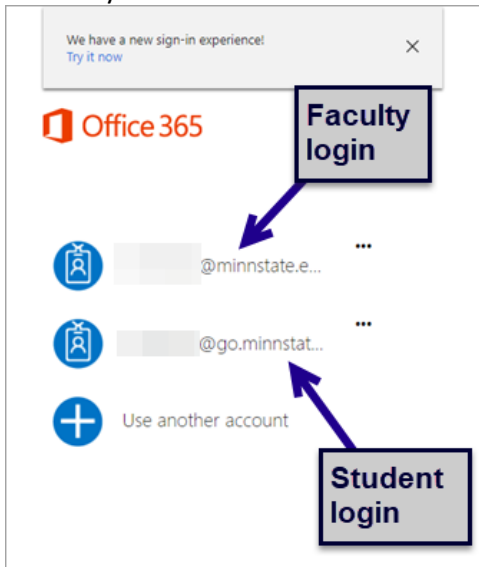 We have a new sign-in experience!
Try it now
Office 365
Faculty
login
@minnstate.e...
@go.minnstat...
Use another account
Student
login